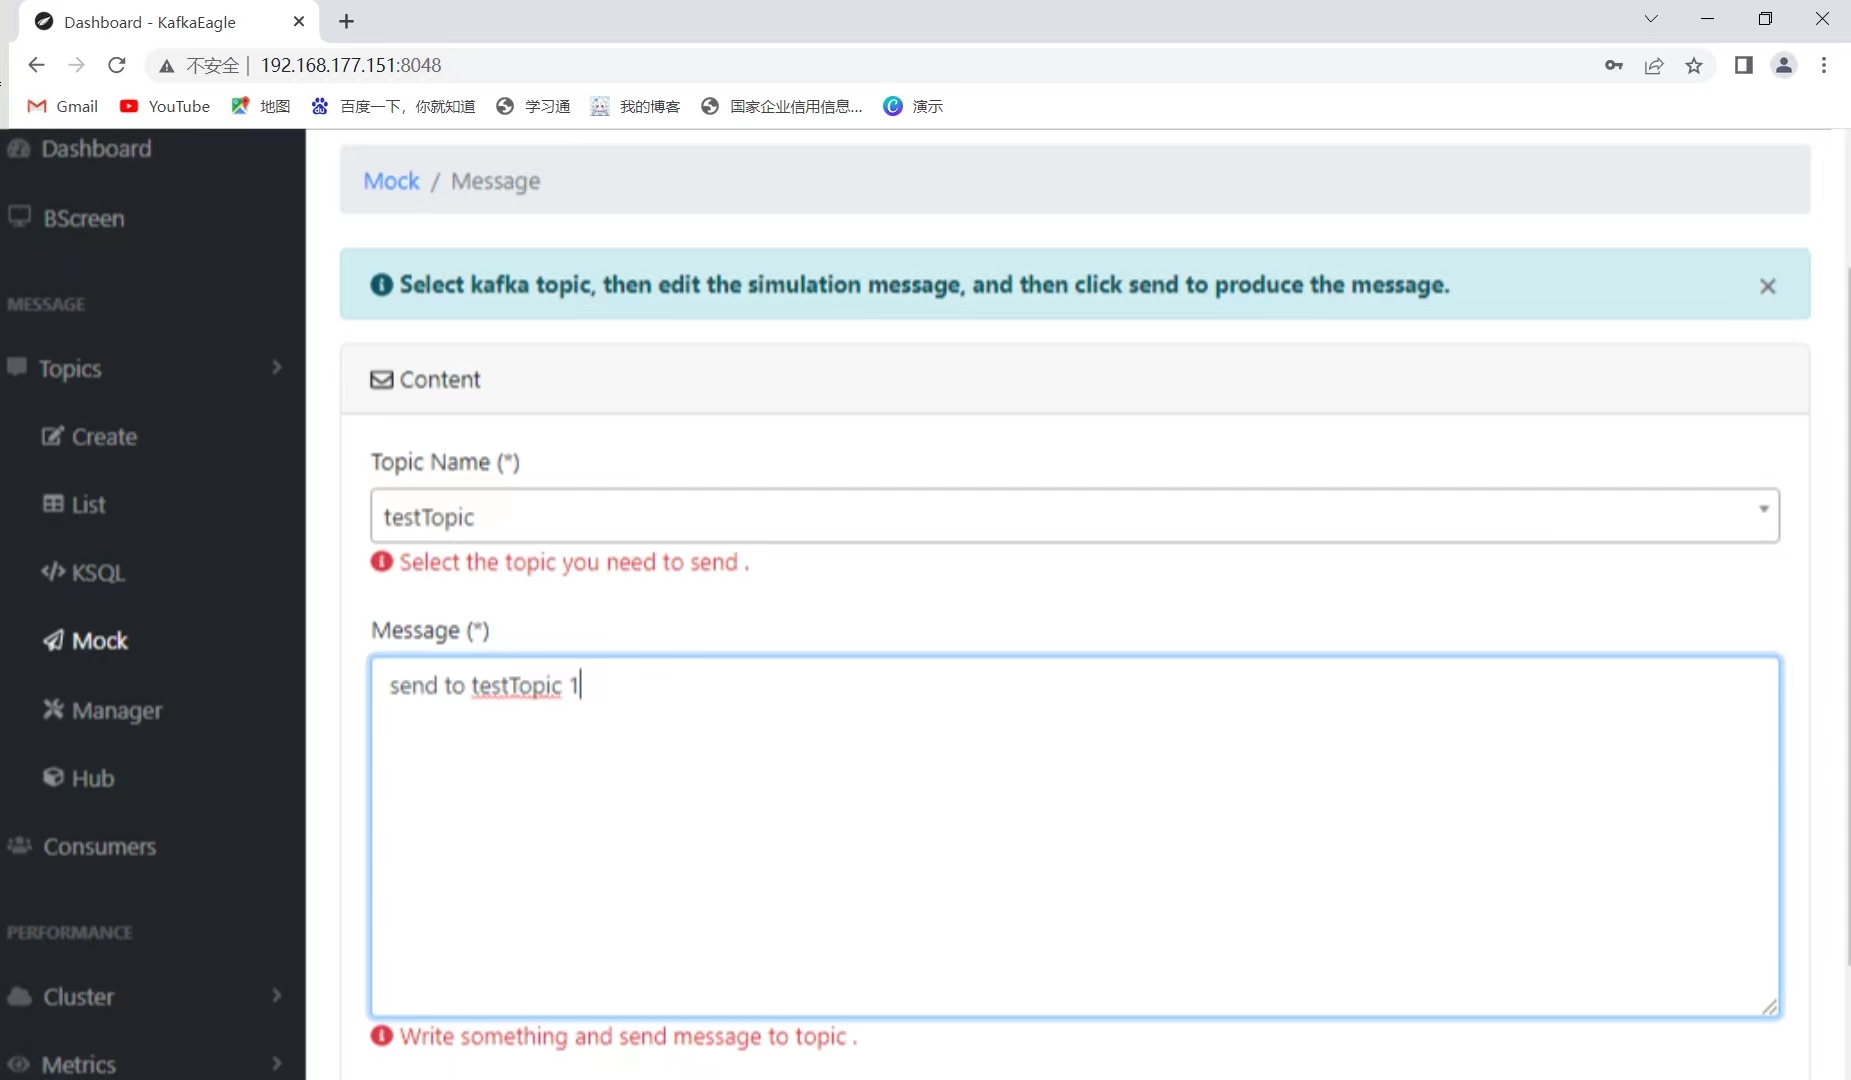 Dashboard - KafkaEagle
不安全 | 192.168.177.151:8048
Gmail YouTube 地图 百度一下，你就知道 学习通 我的博客 国家企业信用信息... 演示
Dashboard
BScreen
MESSAGE
Topics
Create
List
KSQL
Mock
Manager
Hub
Consumers
PERFORMANCE
Cluster
Metrics
Mock / Message
Select kafka topic, then edit the simulation message, and then click send to produce the message.
Content
Topic Name (*)
testTopic
Select the topic you need to send .
Message (*)
send to testTopic 1
Write something and send message to topic .